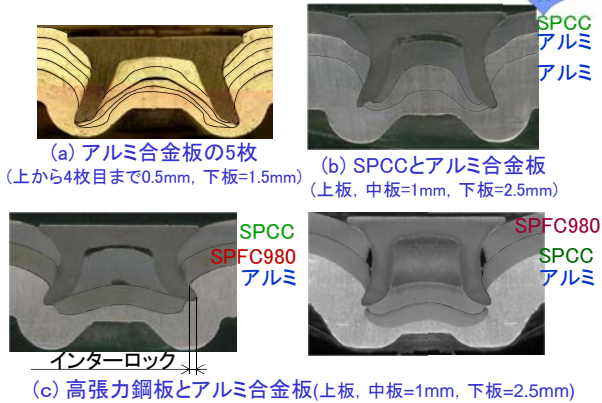 SPCC
アルミ
アルミ
(a) アルミ合金板の5枚
(上から4枚目まで0.5mm, 下板=1.5mm)
(b) SPCCとアルミ合金板
(上板, 中板=1mm, 下板=2.5mm)
SPCC
SPFC980
アルミ
SPFC980
SPCC
アルミ
インターロック
(c) 高張力鋼板とアルミ合金板(上板, 中板=1mm, 下板=2.5mm)